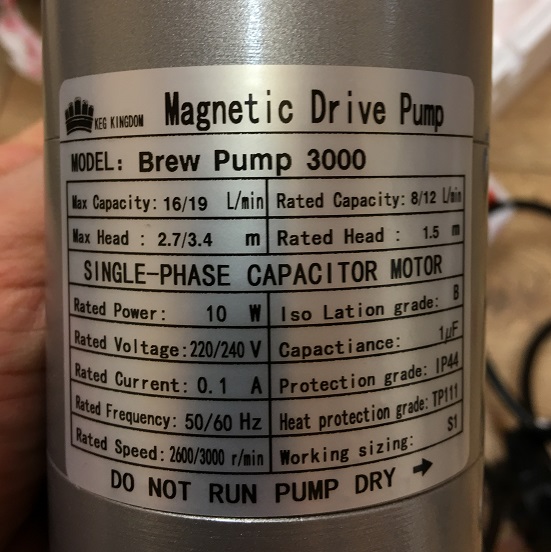 KEG KINGDOM Magnetic Drive Pump
MODEL: Brew Pump 3000
Max Capacity: 16/19 L/min Rated Capacity: 8/12 L/min
Max Head : 2.7/3.4 m Rated Head : 1.5 m
SINGLE-PHASE CAPACITOR MOTOR
Rated Power: 10 W Iso Lation grade: B
Rated Voltage: 220/240 V Capactiance: 1μF
Rated Current: 0.1 A Protection grade: IP44
Rated Frequency: 50/60 Hz Heat protection grade: TP111
Rated Speed: 2600/3000 r/min Working sizing: S1
DO NOT RUN PUMP DRY →